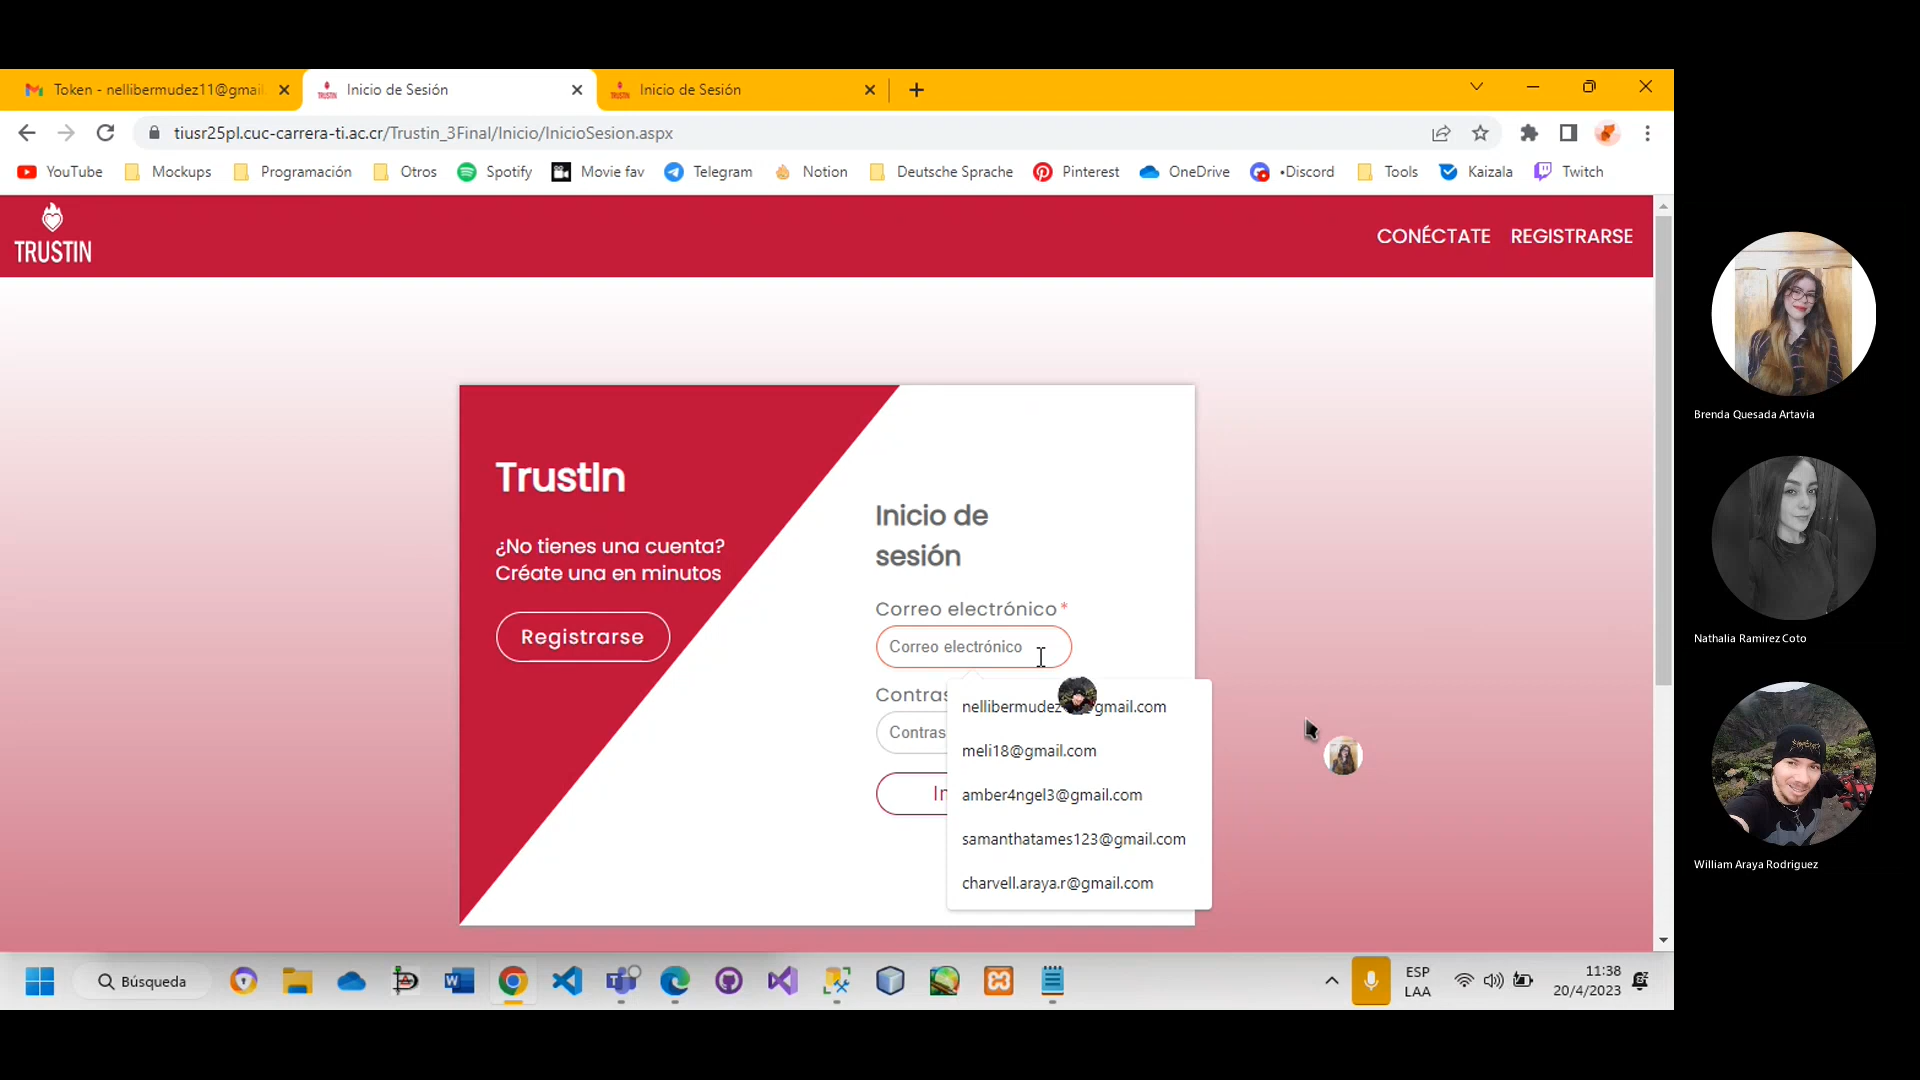 Token - nellibermudez11@gmai
Inicio de Sesión
Inicio de Sesión
tiusr25pl.cuc-carrera-ti.ac.cr/Trustin_3Final/Inicio/InicioSesion.aspx
YouTube
Mockups
Programación
Otros
Spotify
Movie fav
Telegram
Notion
Deutsche Sprache
Pinterest
OneDrive
•Discord
Tools
Kaizala
Twitch
TRUSTIN
CONÉCTATE
REGISTRARSE
TrustIn
¿No tienes una cuenta?
Créate una en minutos
Registrarse
Inicio de
sesión
Correo electrónico*
Correo electrónico
Contras
Contras
In
nellibermudez gmail.com
meli18@gmail.com
amber4ngel3@gmail.com
samanthatames123@gmail.com
charvell.araya.r@gmail.com
Brenda Quesada Artavia
Nathalia Ramirez Coto
William Araya Rodriguez
Búsqueda
ESP
LAA
11:38
20/4/2023